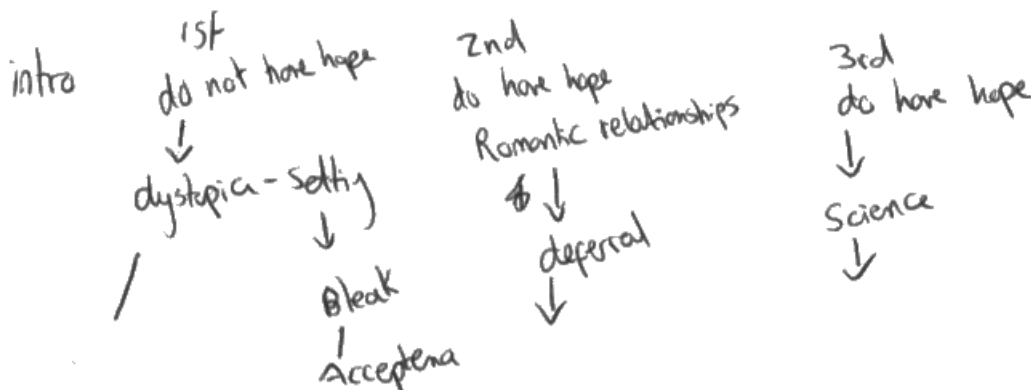 intro
1st
do not have hope
dystopia - Setting
Bleak
Acceptena
2nd
do have hope
Romantic relationships
deferral
3rd
do have hope
Science